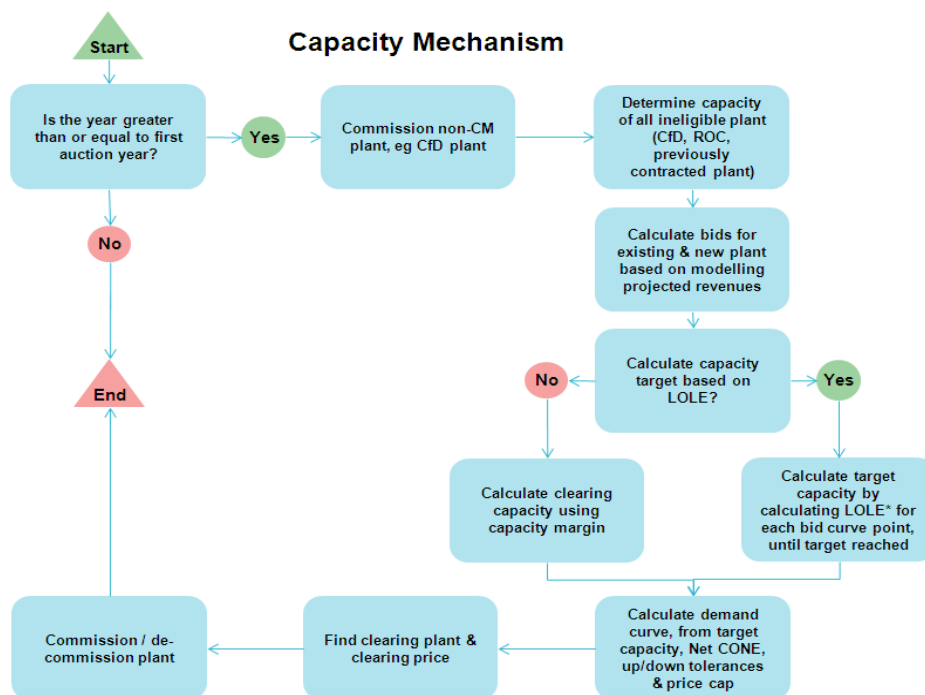 Start
Capacity Mechanism
Is the year greater
than or equal to first
auction year?
Yes
Commission non-CM
plant, eg CfD plant
Determine capacity
of all ineligible plant
(CfD, ROC,
previously
contracted plant)
No
Calculate bids for
existing & new plant
based on modelling
projected revenues
End
Calculate capacity
target based on
LOLE?
No
Yes
Calculate clearing
capacity using
capacity margin
Calculate target
capacity by
calculating LOLE* for
each bid curve point,
until target reached
Commission / de-
commission plant
Find clearing plant &
clearing price
Calculate demand
curve, from target
capacity, Net CONE,
up/down tolerances
& price cap